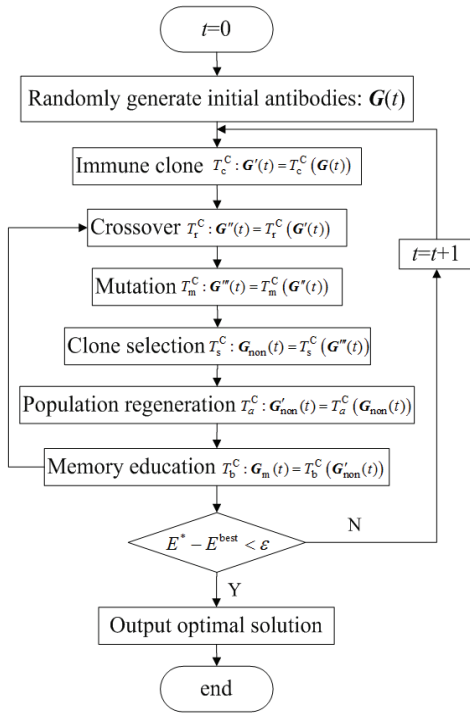 t=0
Randomly generate initial antibodies: G(t)
Immune clone T_c^C : G′(t) = T_c^C (G(t))
Crossover T_r^C : G″(t) = T_r^C (G′(t))
t=t+1
Mutation T_m^C : G‴(t) = T_m^C (G″(t))
Clone selection T_s^C : G_non(t) = T_s^C (G‴(t))
Population regeneration T_a^C : G′_non(t) = T_a^C (G_non(t))
Memory education T_b^C : G_m(t) = T_b^C (G′_non(t))
N
E^* − E^best < ε
Y
Output optimal solution
end